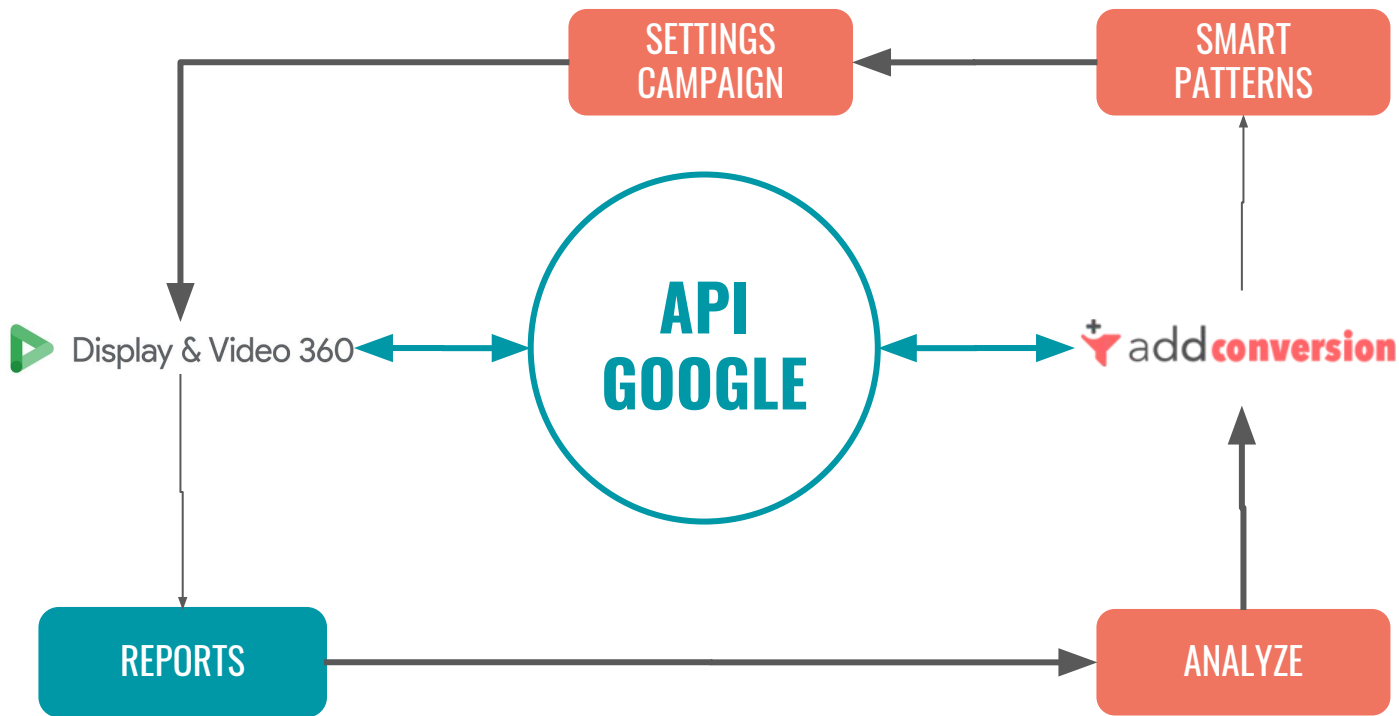 SETTINGS
CAMPAIGN
SMART
PATTERNS
API
GOOGLE
Display & Video 360
addconversion
REPORTS
ANALYZE